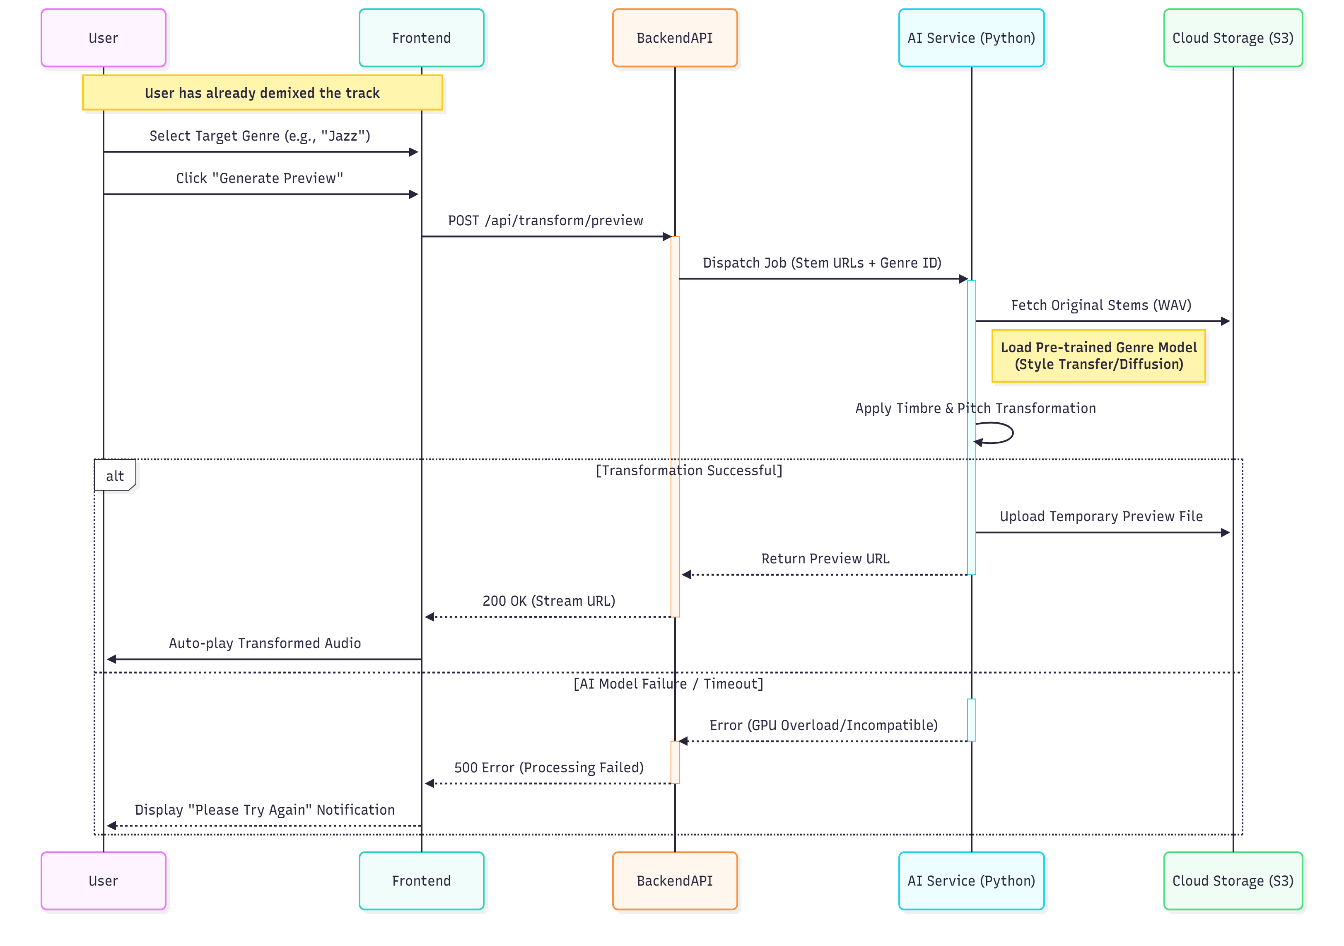 User
Frontend
BackendAPI
AI Service (Python)
Cloud Storage (S3)
User has already demixed the track
Select Target Genre (e.g., "Jazz")
Click "Generate Preview"
POST /api/transform/preview
Dispatch Job (Stem URLs + Genre ID)
Fetch Original Stems (WAV)
Load Pre-trained Genre Model
(Style Transfer/Diffusion)
Apply Timbre & Pitch Transformation
alt
[Transformation Successful]
Upload Temporary Preview File
Return Preview URL
200 OK (Stream URL)
Auto-play Transformed Audio
[AI Model Failure / Timeout]
Error (GPU Overload/Incompatible)
500 Error (Processing Failed)
Display "Please Try Again" Notification
User
Frontend
BackendAPI
AI Service (Python)
Cloud Storage (S3)